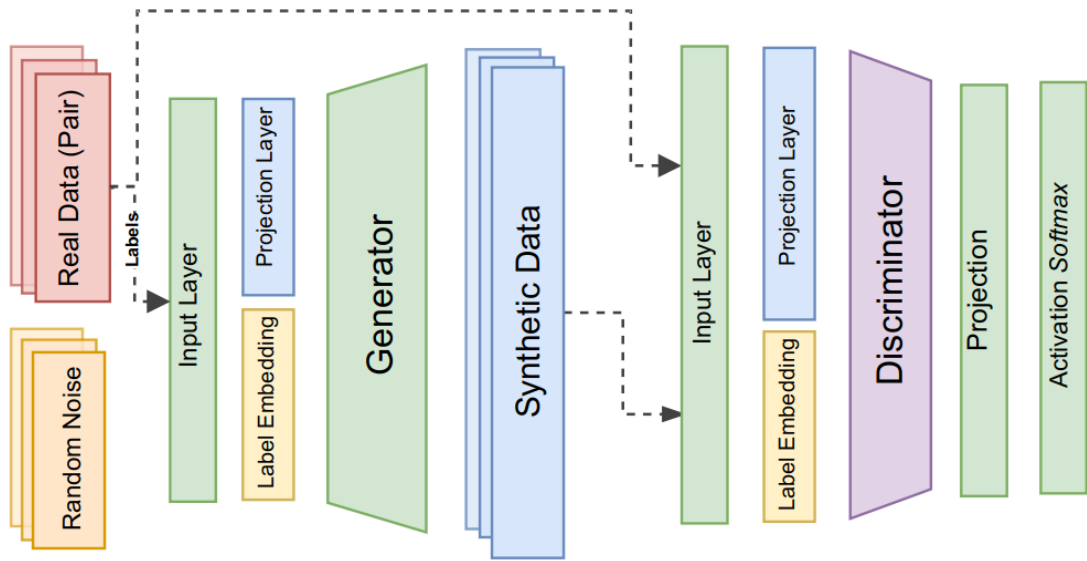 Real Data (Pair)
Random Noise
Labels
Input Layer
Projection Layer
Label Embedding
Generator
Synthetic Data
Input Layer
Projection Layer
Label Embedding
Discriminator
Projection
Activation Softmax